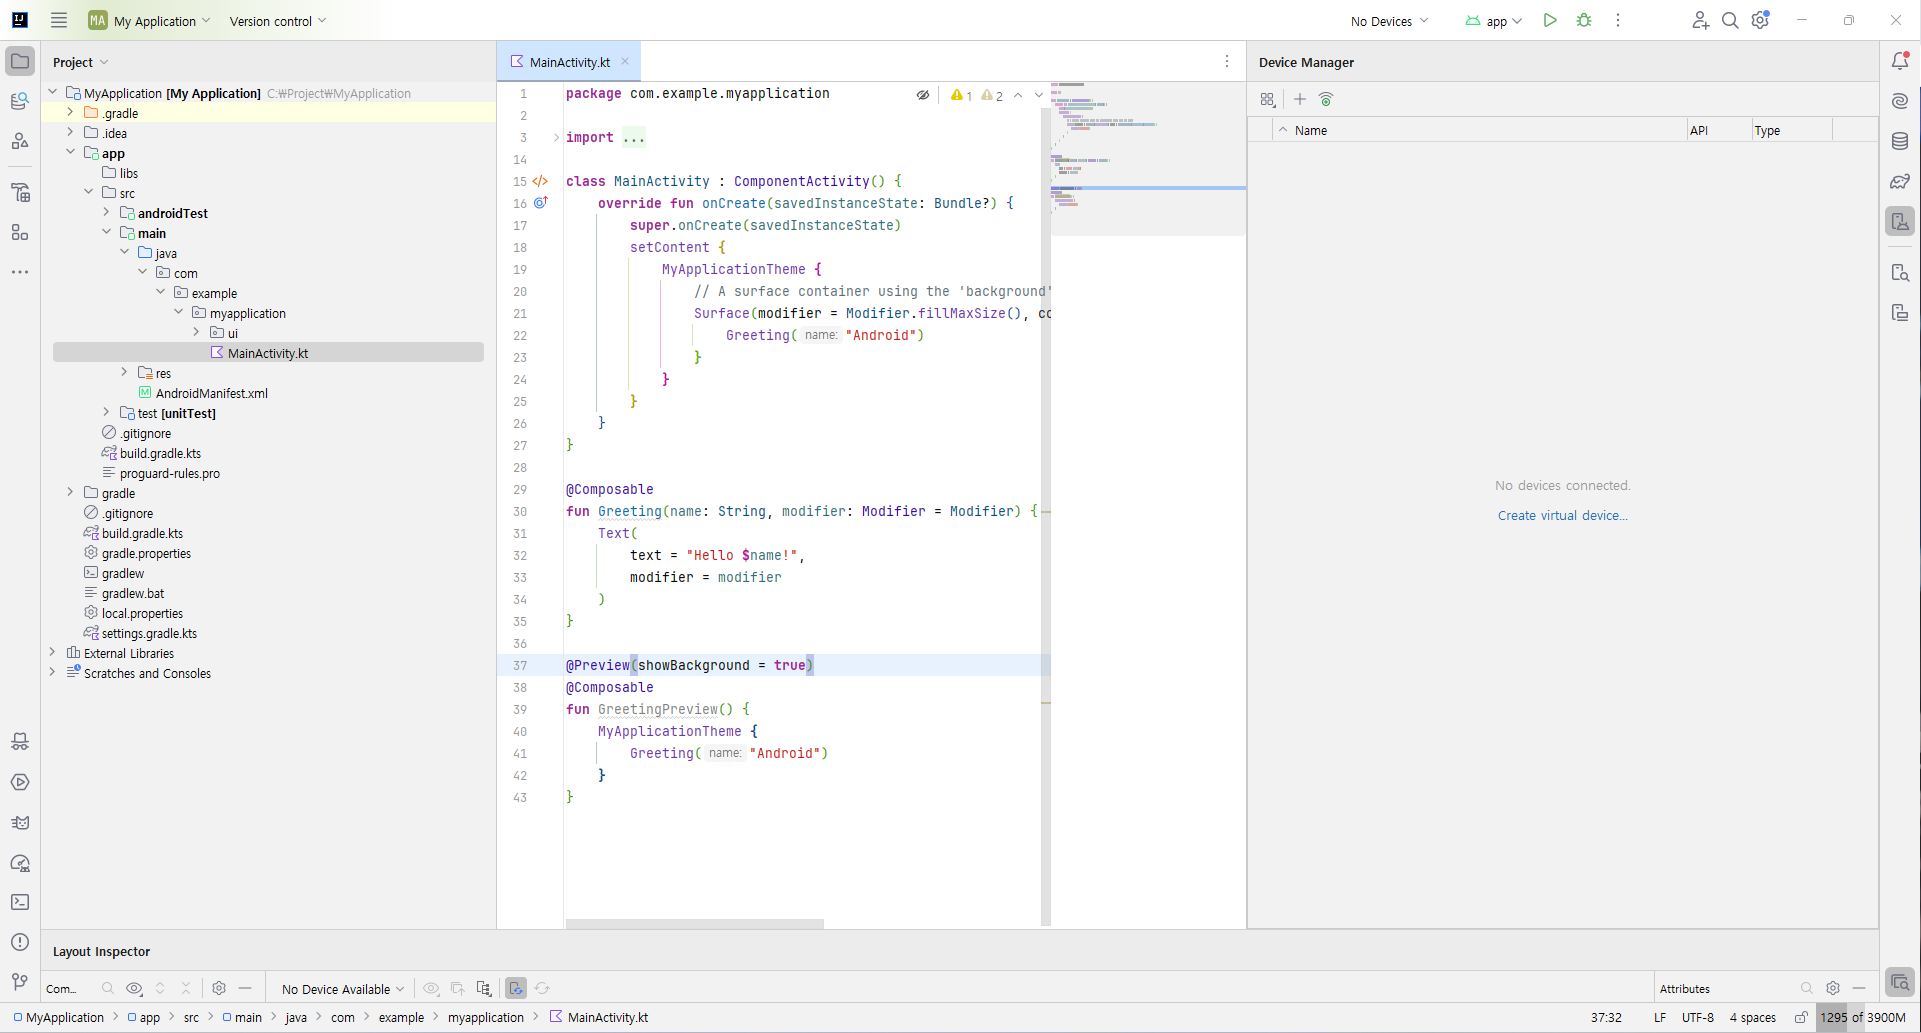 MA My Application Version control No Devices app
Project
MyApplication [My Application] C:₩Project₩MyApplication
.gradle
.idea
app
libs
src
androidTest
main
java
com
example
myapplication
ui
MainActivity.kt
res
AndroidManifest.xml
test [unitTest]
.gitignore
build.gradle.kts
proguard-rules.pro
gradle
.gitignore
build.gradle.kts
gradle.properties
gradlew
gradlew.bat
local.properties
settings.gradle.kts
External Libraries
Scratches and Consoles
MainActivity.kt
1 package com.example.myapplication
2
3 import ...
14
15 class MainActivity : ComponentActivity() {
16 override fun onCreate(savedInstanceState: Bundle?) {
17 super.onCreate(savedInstanceState)
18 setContent {
19 MyApplicationTheme {
20 // A surface container using the 'background'
21 Surface(modifier = Modifier.fillMaxSize(), co
22 Greeting( name: "Android")
23 }
24 }
25 }
26 }
27 }
28
29 @Composable
30 fun Greeting(name: String, modifier: Modifier = Modifier) {
31 Text(
32 text = "Hello $name!",
33 modifier = modifier
34 )
35 }
36
37 @Preview(showBackground = true)
38 @Composable
39 fun GreetingPreview() {
40 MyApplicationTheme {
41 Greeting( name: "Android")
42 }
43 }
1 2
Device Manager
Name API Type
No devices connected.
Create virtual device...
Layout Inspector
Com... No Device Available Attributes
MyApplication app src main java com example myapplication MainActivity.kt 37:32 LF UTF-8 4 spaces 1295 of 3900M